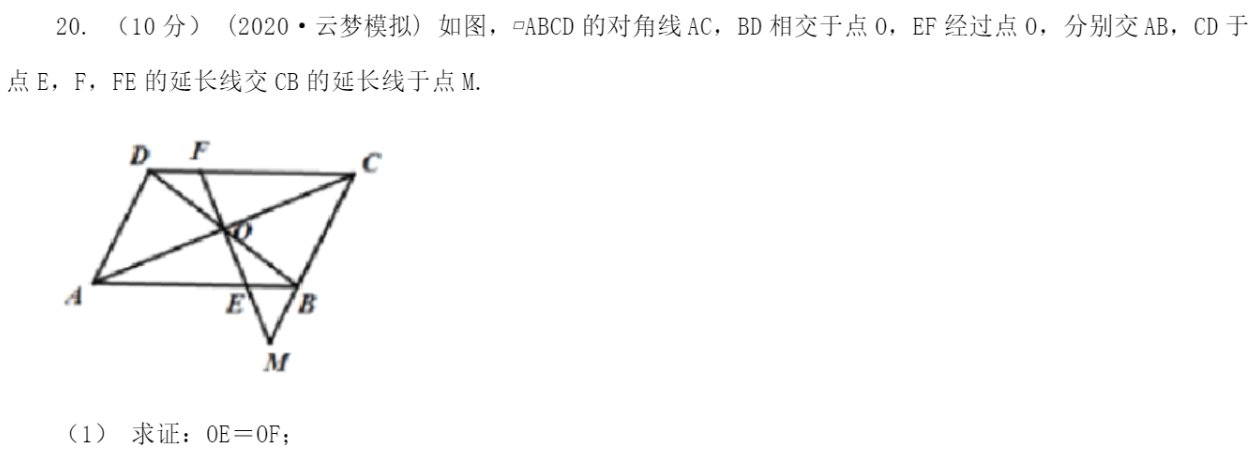 20. （10分）(2020·云梦模拟) 如图，▱ABCD的对角线AC，BD相交于点O，EF经过点O，分别交AB，CD于
点E，F，FE的延长线交CB的延长线于点M.
D F C
O
A E B
M
（1） 求证：OE＝OF；